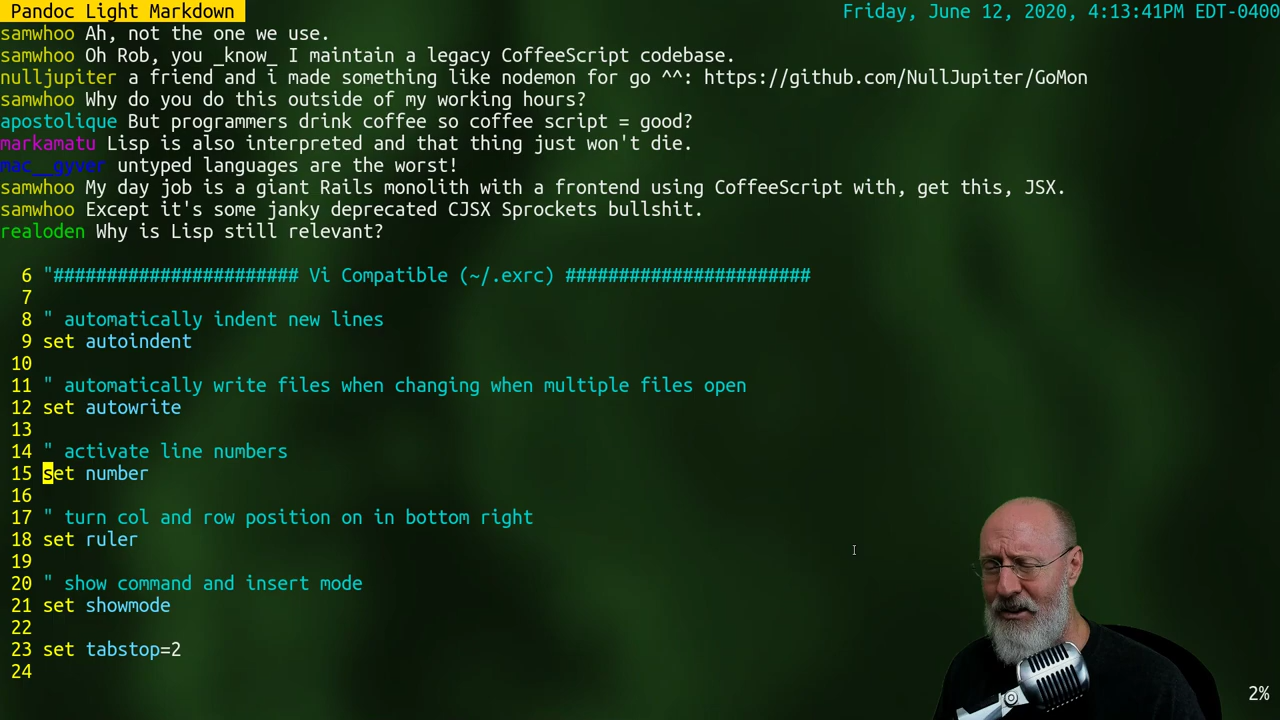 Pandoc Light Markdown
Friday, June 12, 2020, 4:13:41PM EDT-0400
samwhoo Ah, not the one we use.
samwhoo Oh Rob, you _know_ I maintain a legacy CoffeeScript codebase.
nulljupiter a friend and i made something like nodemon for go ^^: https://github.com/NullJupiter/GoMon
samwhoo Why do you do this outside of my working hours?
apostolique But programmers drink coffee so coffee script = good?
markamatu Lisp is also interpreted and that thing just won't die.
mac__gyver untyped languages are the worst!
samwhoo My day job is a giant Rails monolith with a frontend using CoffeeScript with, get this, JSX.
samwhoo Except it's some janky deprecated CJSX Sprockets bullshit.
realoden Why is Lisp still relevant?
6 "####################### Vi Compatible (~/.exrc) #######################
7
8 " automatically indent new lines
9 set autoindent
10
11 " automatically write files when changing when multiple files open
12 set autowrite
13
14 " activate line numbers
15 set number
16
17 " turn col and row position on in bottom right
18 set ruler
19
20 " show command and insert mode
21 set showmode
22
23 set tabstop=2
24
2%